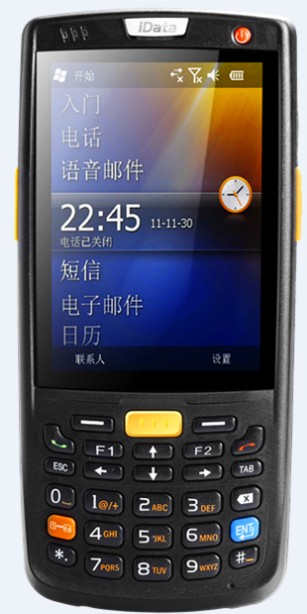 iData
开始
入门
电话
语音邮件
22:45 11-11-30
电话已关闭
短信
电子邮件
日历
联系人 设置
F1 F2
ESC TAB
0 1@/+ 2ABC 3DEF
4GHI 5JKL 6MNO ENT
*. 7PQRS 8TUV 9WXYZ #